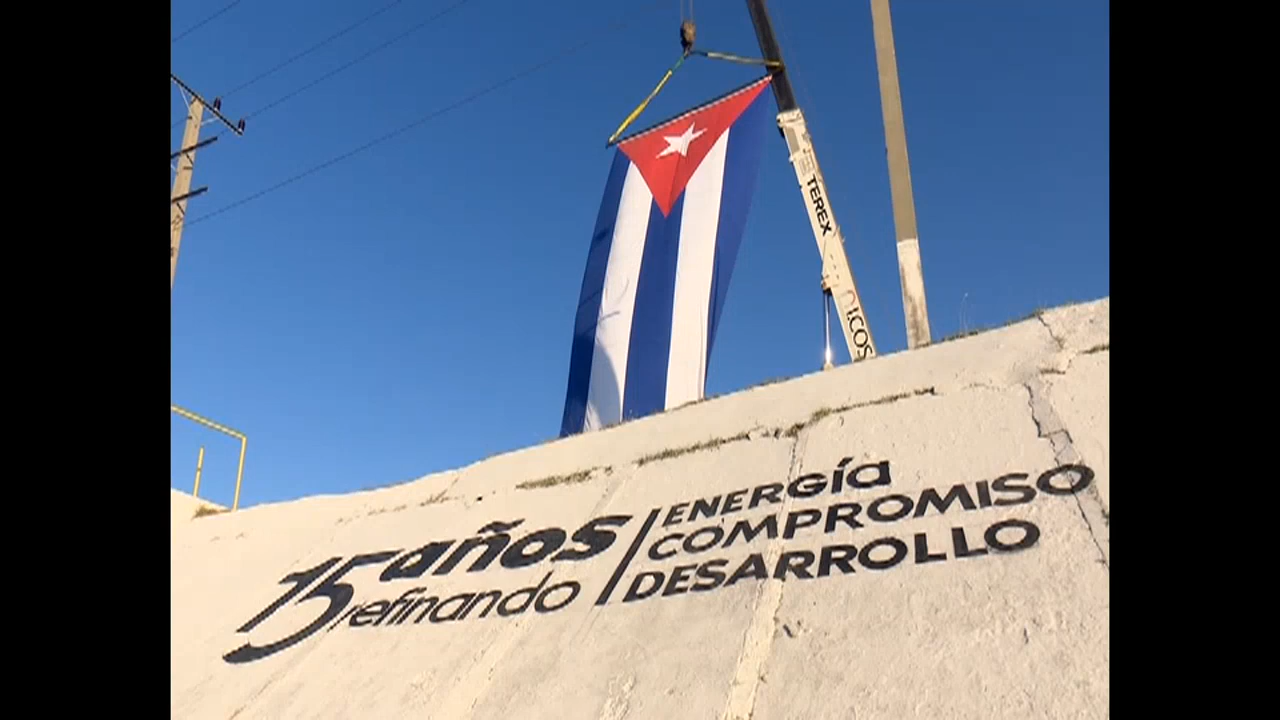 TEREX
15 años
refinando
ENERGÍA
COMPROMISO
DESARROLLO